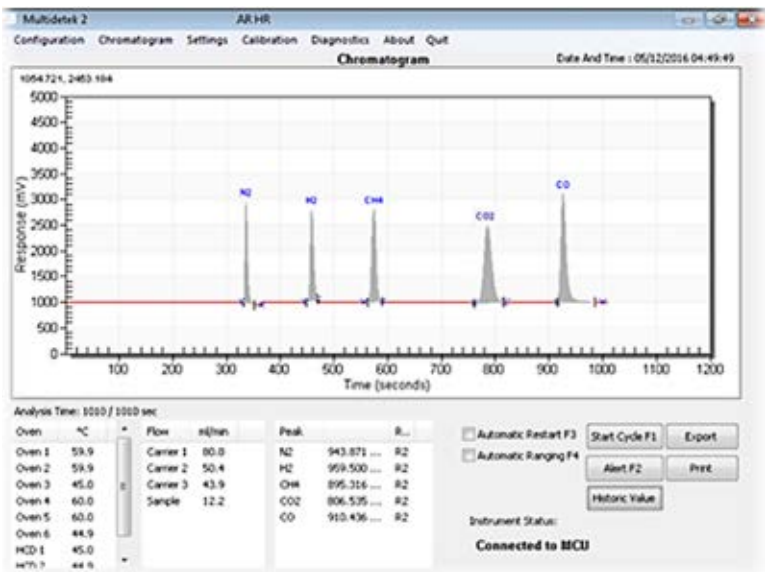 Multidetek 2 AR HR
Configuration Chromatogram Settings Calibration Diagnostics About Quit
Chromatogram Date And Time : 05/12/2016 04:49:49
1054.721, 2453.184
5000
4500
4000
3500
3000
2500
2000
1500
1000
500
0
Response (mV)
N2 H2 CH4 CO2 CO
100 200 300 400 500 600 700 800 900 1000 1100 1200
Time (seconds)
Analysis Time: 1010 / 1010 sec
Oven °C
Oven 1 59.9
Oven 2 59.9
Oven 3 45.0
Oven 4 60.0
Oven 5 60.0
Oven 6 44.9
HCD 1 45.0
HCD 2 44.9
Flow ml/min
Carrier 1 80.8
Carrier 2 50.4
Carrier 3 43.9
Sample 12.2
Peak R...
N2 943.871 ... R2
H2 959.500 ... R2
CH4 895.316 ... R2
CO2 806.535 ... R2
CO 910.436 ... R2
Automatic Restart F3
Automatic Ranging F4
Start Cycle F1 Export
Alert F2 Print
Historic Value
Instrument Status:
Connected to MCU